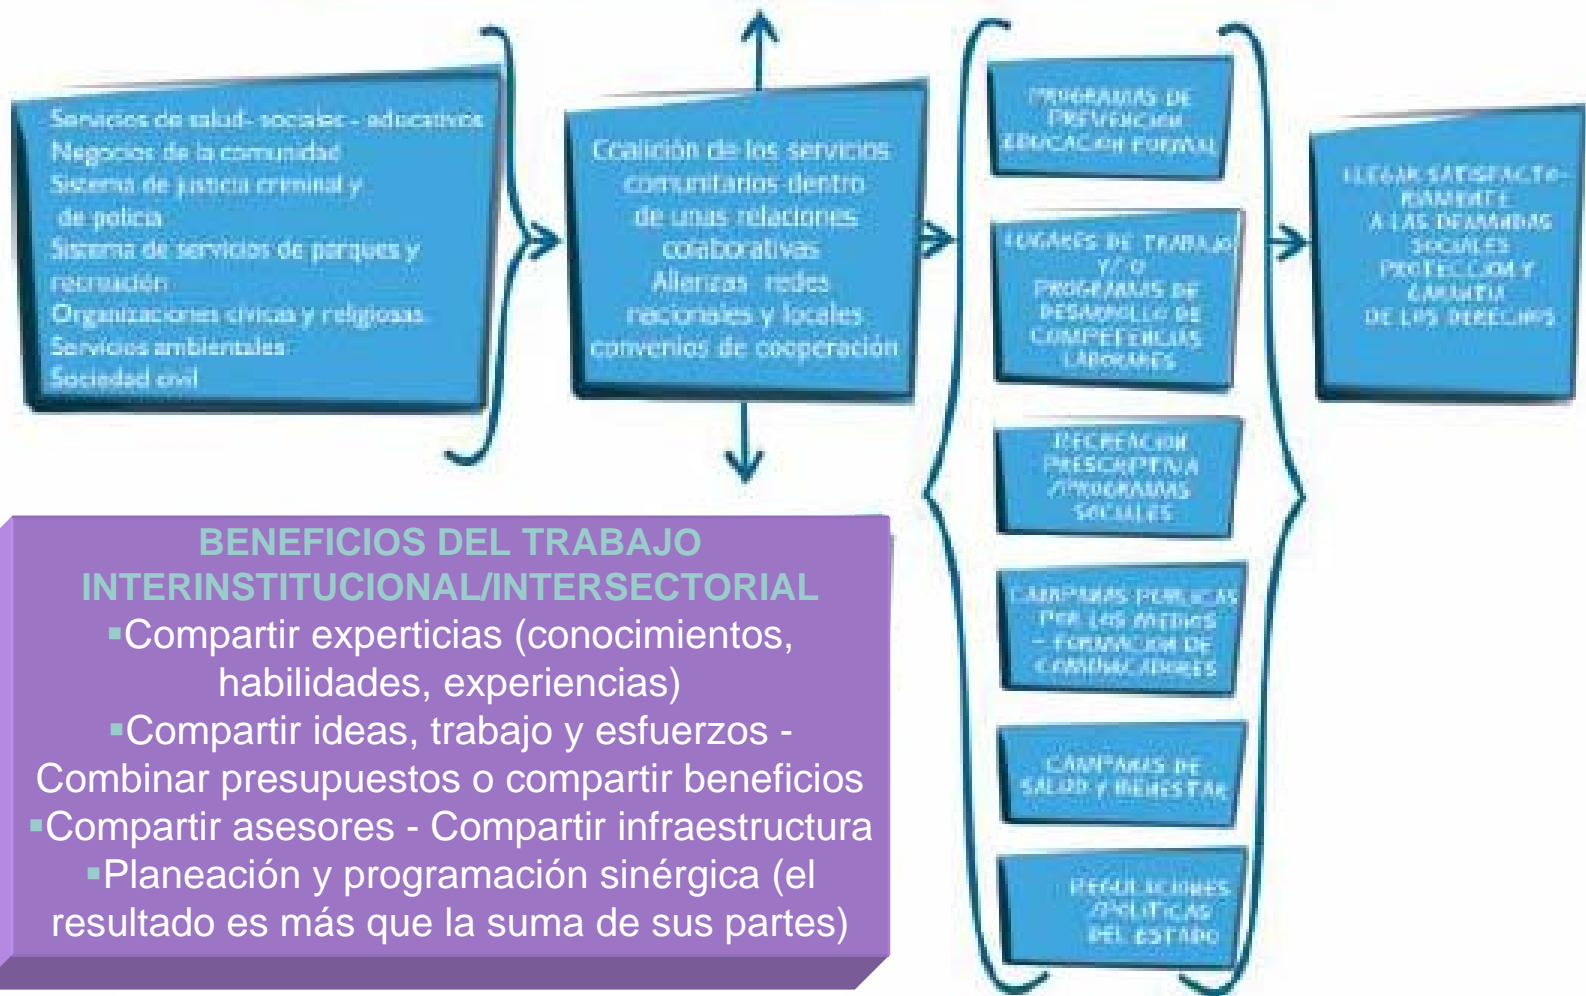 Servicios de salud- sociales - educativos
Negocios de la comunidad
Sistema de justicia criminal y
de policía
Sistema de servicios de parques y
recreación
Organizaciones cívicas y religiosas
Servicios ambientales
Sociedad civil
Coalición de los servicios
comunitarios dentro
de unas relaciones
colaborativas
Alianzas redes
nacionales y locales
convenios de cooperación
PROGRAMAS DE
PREVENCION
EDUCACION FORMAL
LUGARES DE TRABAJO
Y/ O
PROGRAMAS DE
DESARROLLO DE
COMPETENCIAS
LABORALES
RECREACION
PRESCRIPTIVA
/PROGRAMAS
SOCIALES
CAMPAÑAS PUBLICAS
POR LOS MEDIOS
- FORMACION DE
COMUNICADORES
CAMPAÑAS DE
SALUD Y BIENESTAR
REGULACIONES
/POLITICAS
DEL ESTADO
LLEGAR SATISFACTO-
RIAMENTE
A LAS DEMANDAS
SOCIALES
PROTECCION Y
GARANTIA
DE LOS DERECHOS
BENEFICIOS DEL TRABAJO
INTERINSTITUCIONAL/INTERSECTORIAL
▪Compartir experticias (conocimientos,
habilidades, experiencias)
▪Compartir ideas, trabajo y esfuerzos -
Combinar presupuestos o compartir beneficios
▪Compartir asesores - Compartir infraestructura
▪Planeación y programación sinérgica (el
resultado es más que la suma de sus partes)